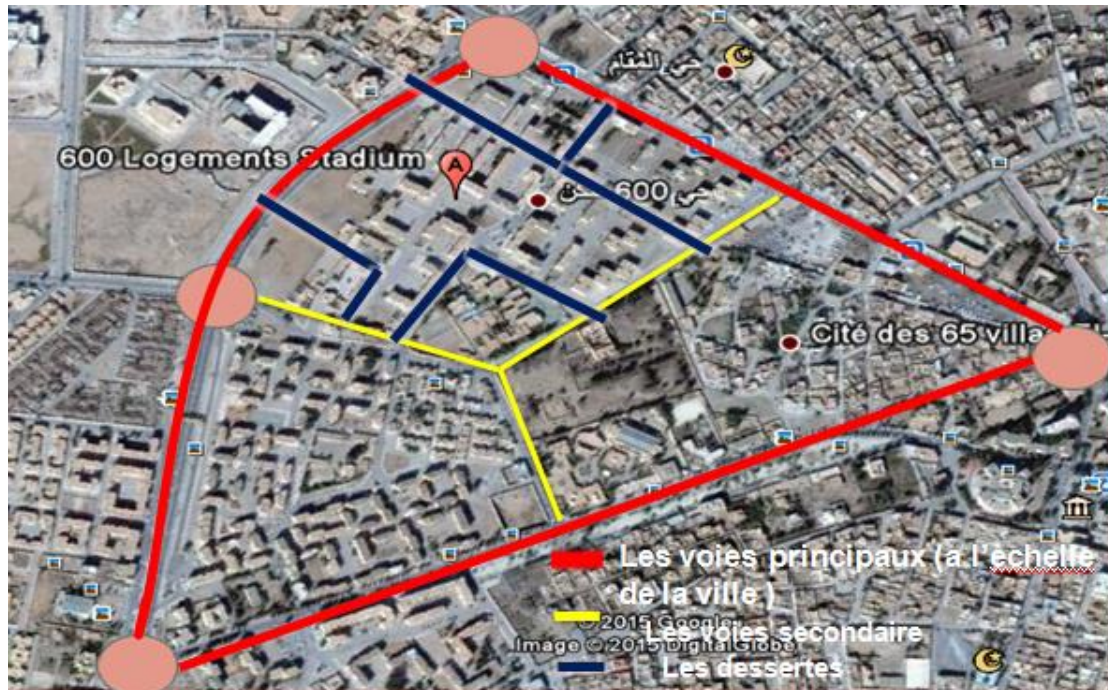 حي المقام
600 Logements Stadium
A
حي 600
Cité des 65 villa
Les voies principaux (a l'échelle
de la ville )
© 2015 Google
Les voies secondaire
Image © 2015 DigitalGlobe
Les dessertes